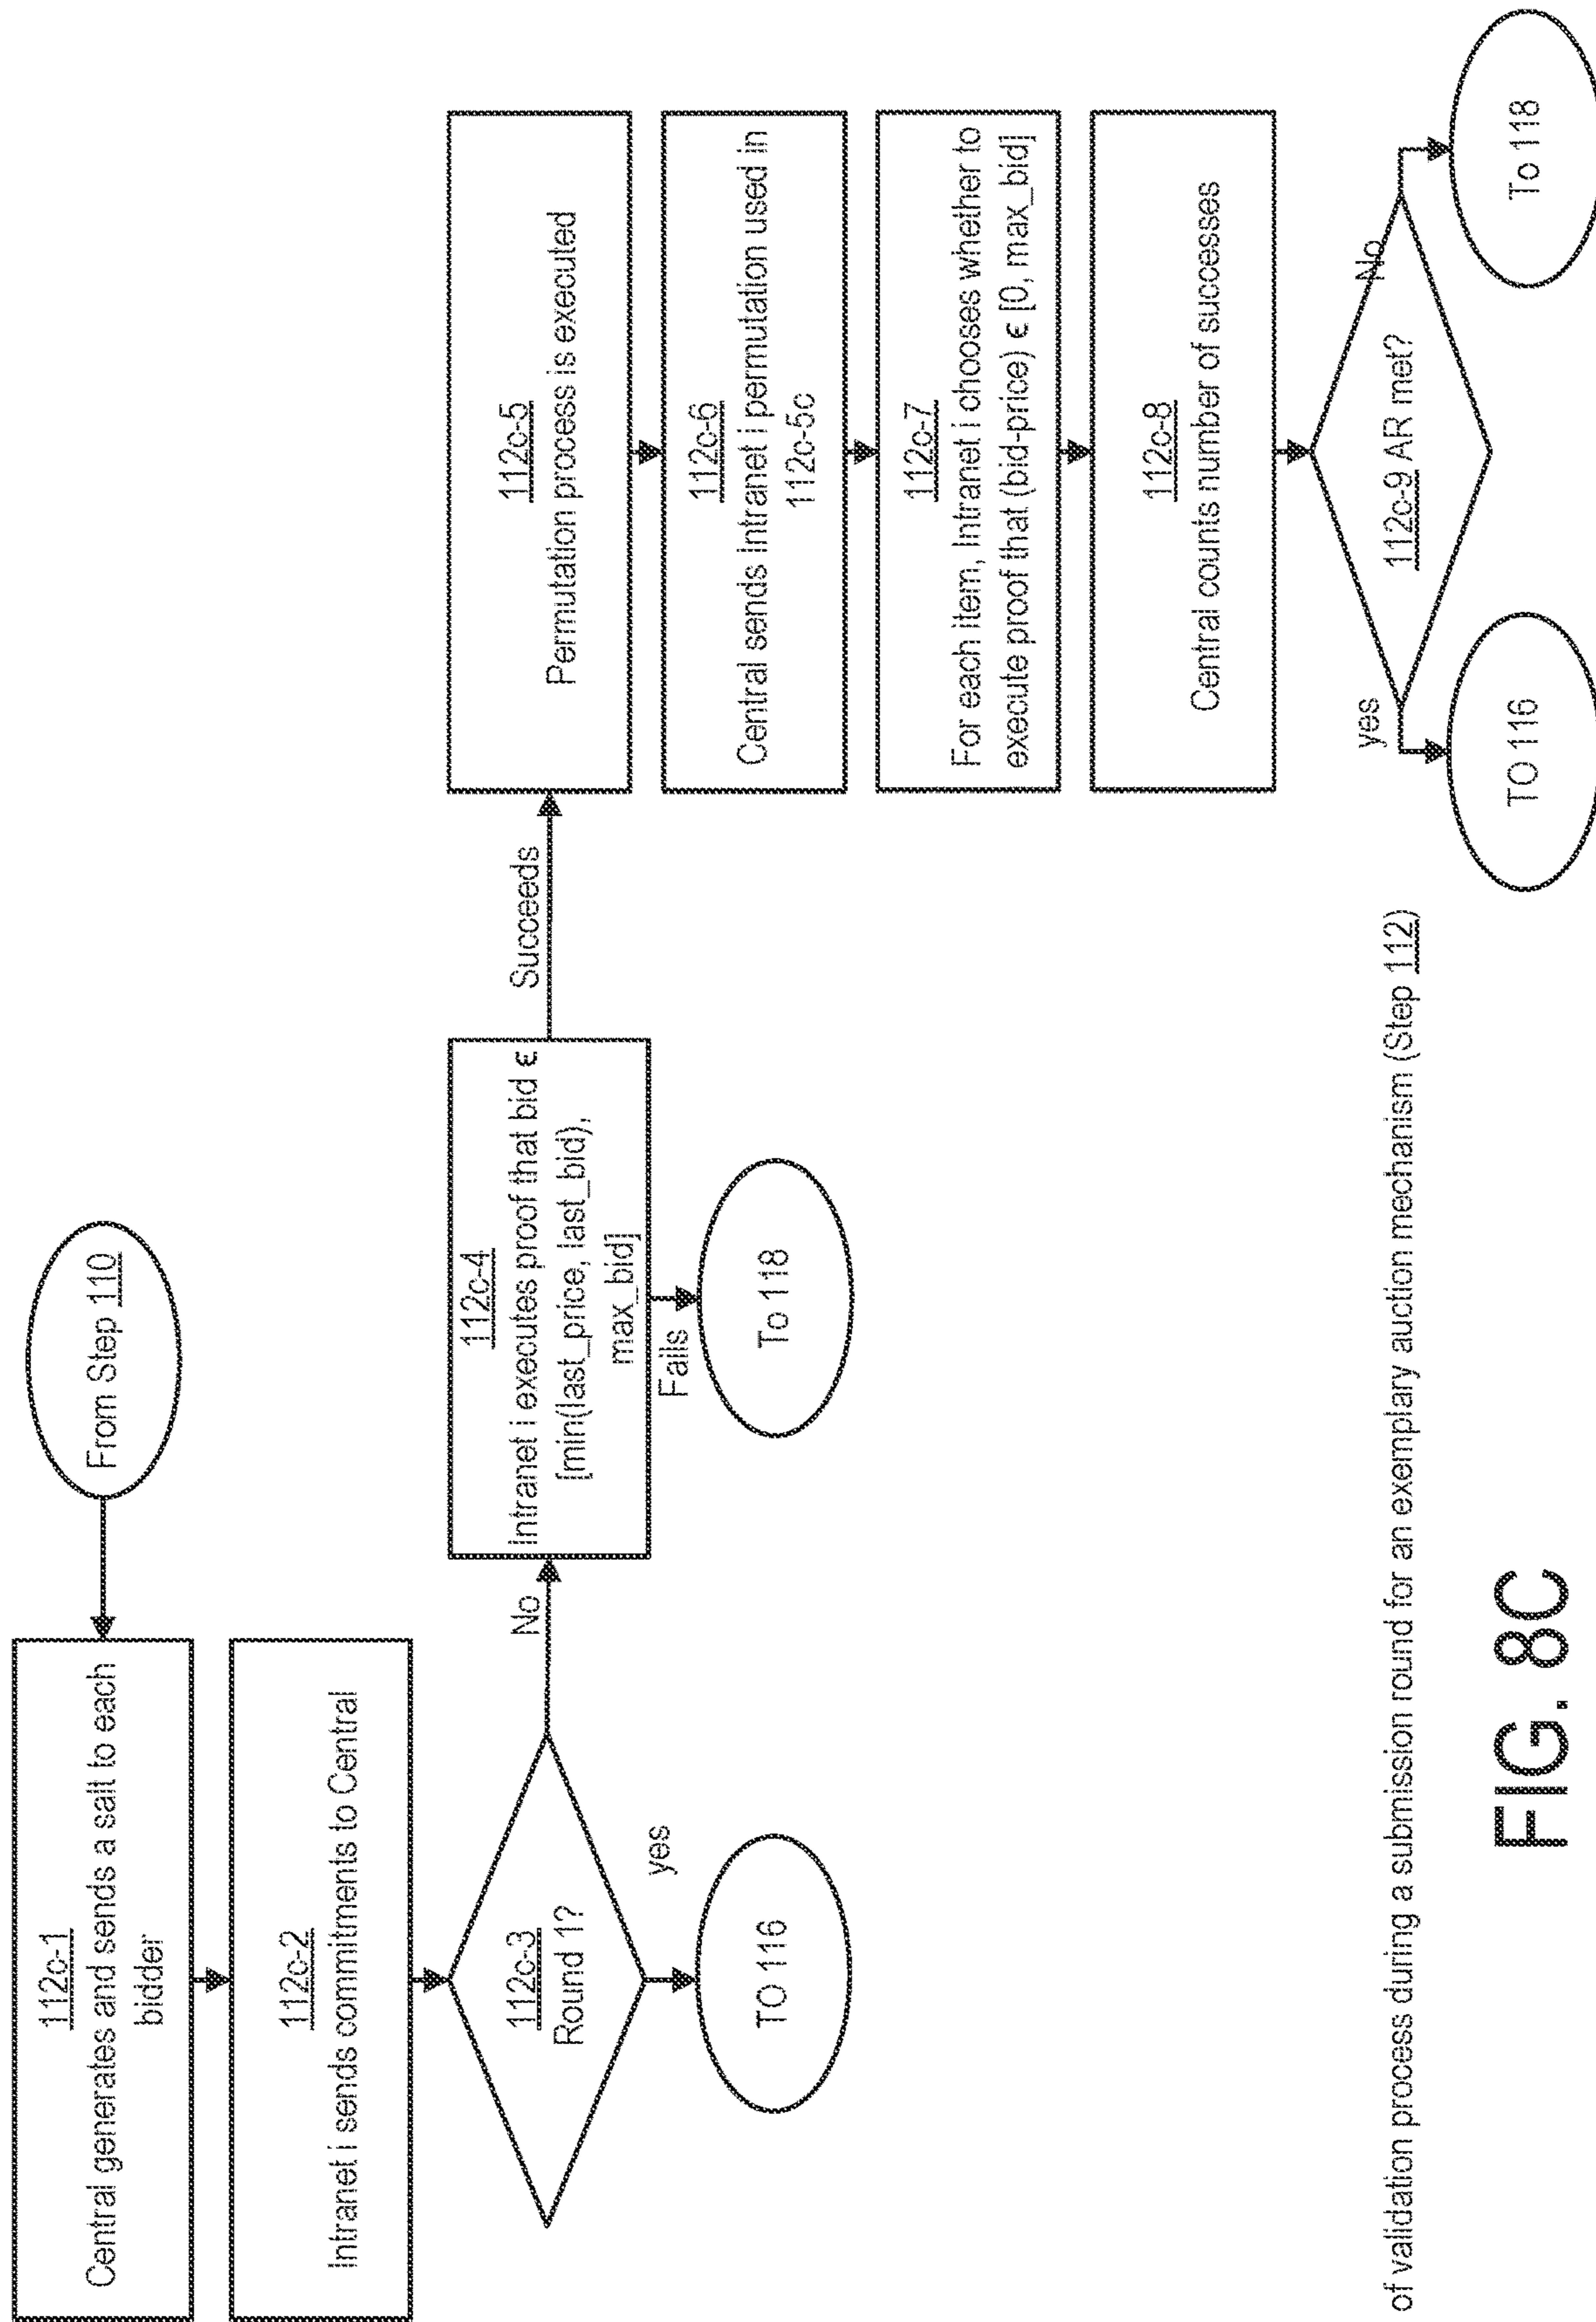 From Step 110
112c-1
Central generates and sends a salt to each
bidder
112c-2
Intranet i sends commitments to Central
112c-3
Round 1?
yes
TO 116
No
112c-4
Intranet i executes proof that bid ϵ
[min(last_price, last_bid),
max_bid]
Fails
To 118
Succeeds
112c-5
Permutation process is executed
112c-6
Central sends Intranet i permutation used in
112c-5c
112c-7
For each item, Intranet i chooses whether to
execute proof that (bid-price) ϵ [0, max_bid]
112c-8
Central counts number of successes
112c-9 AR met?
yes
TO 116
No
To 118
of validation process during a submission round for an exemplary auction mechanism (Step 112)
FIG. 8C